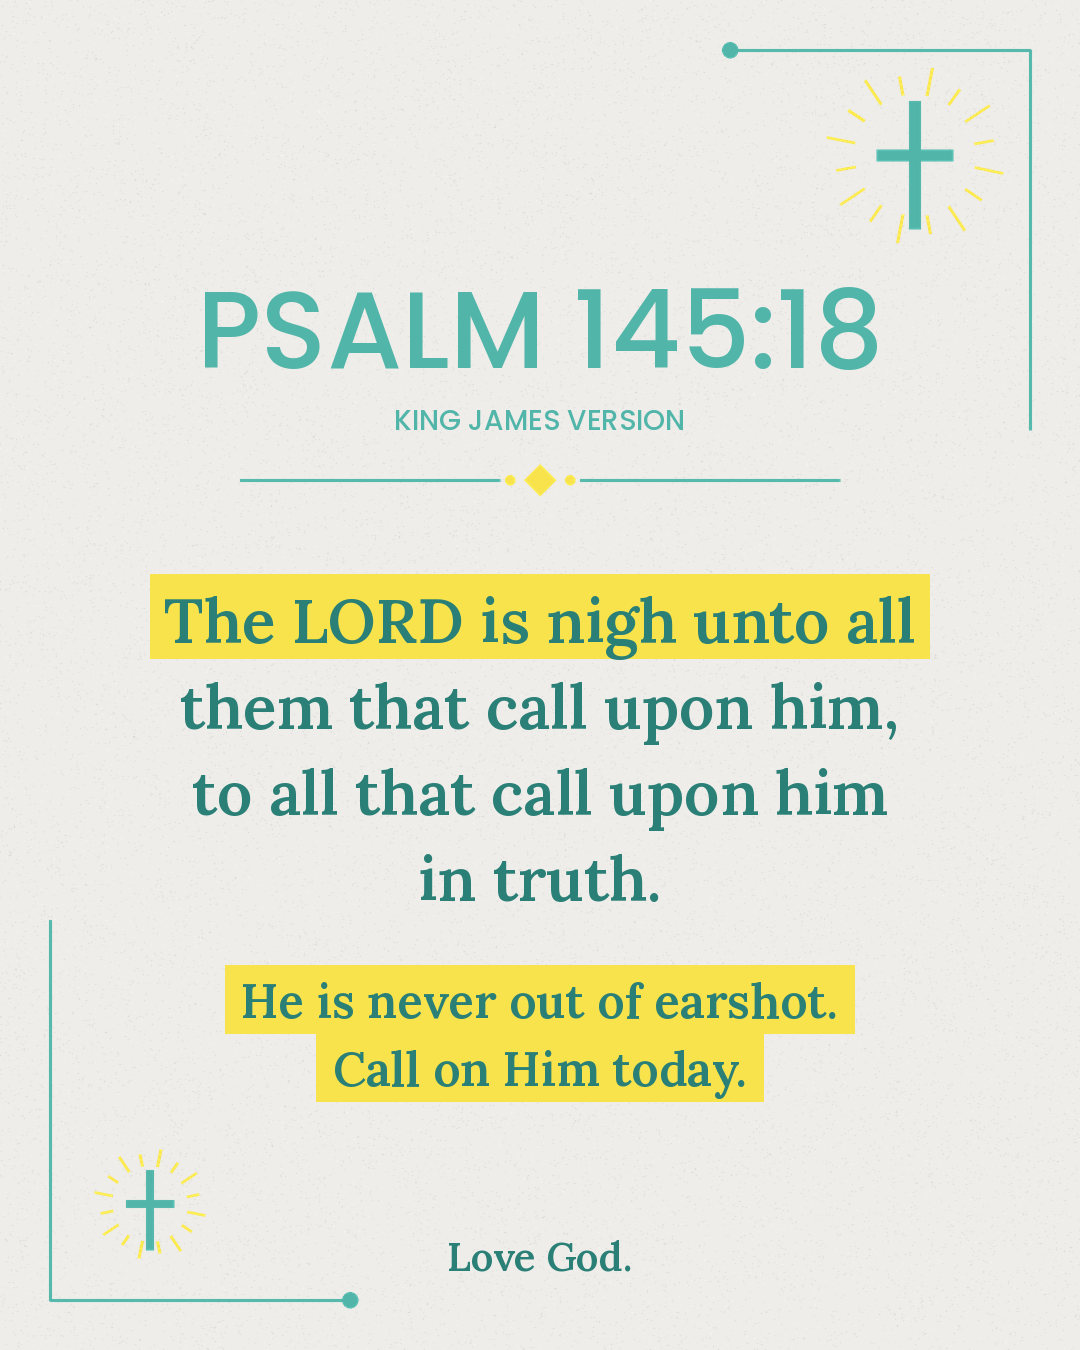 PSALM 145:18
KING JAMES VERSION
The LORD is nigh unto all
them that call upon him,
to all that call upon him
in truth.
He is never out of earshot.
Call on Him today.
Love God.